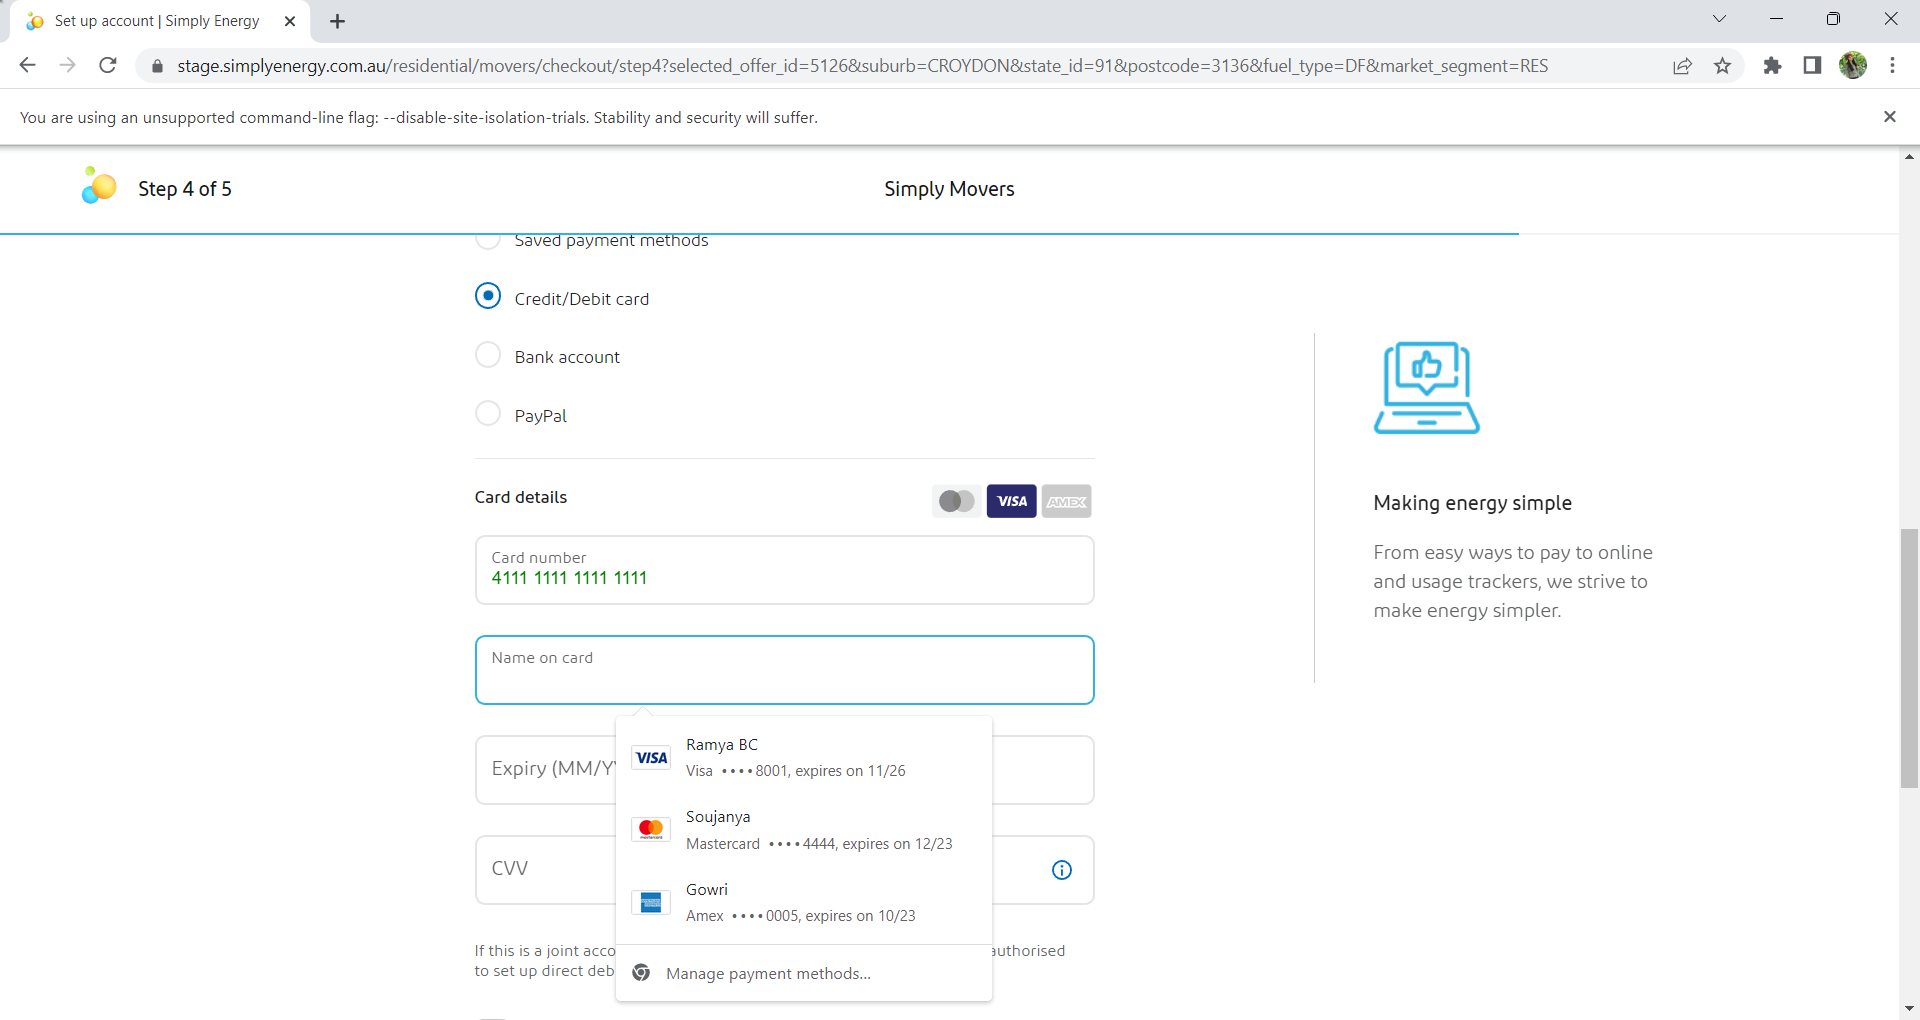 Set up account | Simply Energy
stage.simplyenergy.com.au/residential/movers/checkout/step4?selected_offer_id=5126&suburb=CROYDON&state_id=91&postcode=3136&fuel_type=DF&market_segment=RES
You are using an unsupported command-line flag: --disable-site-isolation-trials. Stability and security will suffer.
Step 4 of 5
Simply Movers
Saved payment methods
Credit/Debit card
Bank account
PayPal
Card details
VISA
AMEX
Card number
4111 1111 1111 1111
Name on card
Expiry (MM/Y
CVV
VISA
Ramya BC
Visa ••••8001, expires on 11/26
Soujanya
Mastercard ••••4444, expires on 12/23
Gowri
Amex ••••0005, expires on 10/23
Manage payment methods...
If this is a joint acco
authorised
to set up direct deb
Making energy simple
From easy ways to pay to online
and usage trackers, we strive to
make energy simpler.